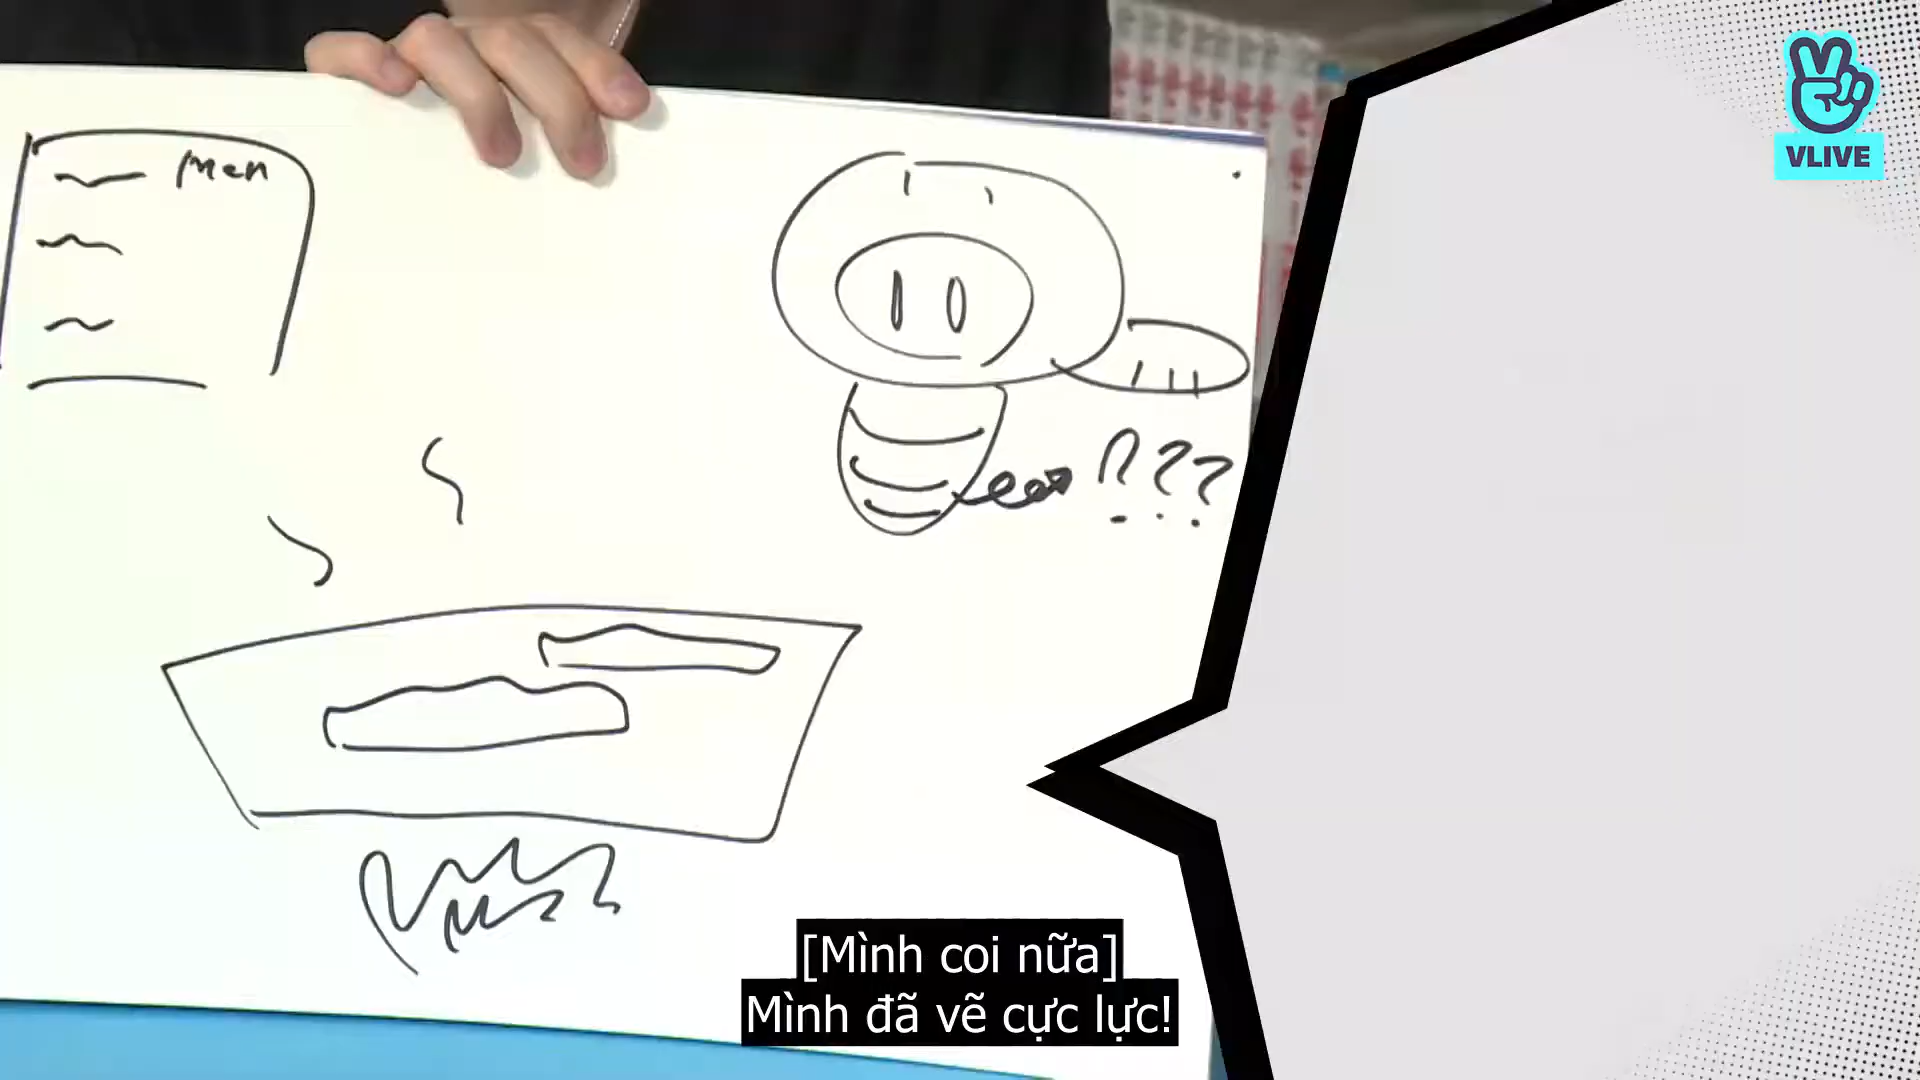 VLIVE
Men
???
[Mình coi nữa]
Mình đã vẽ cực lực!